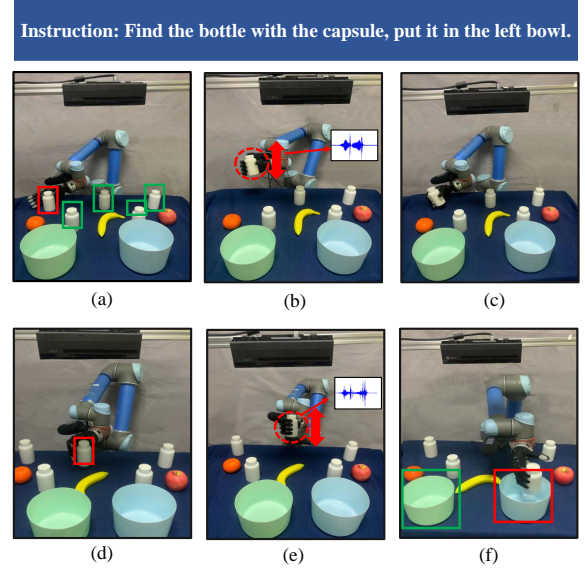 Instruction: Find the bottle with the capsule, put it in the left bowl.
(a)
(b)
(c)
(d)
(e)
(f)